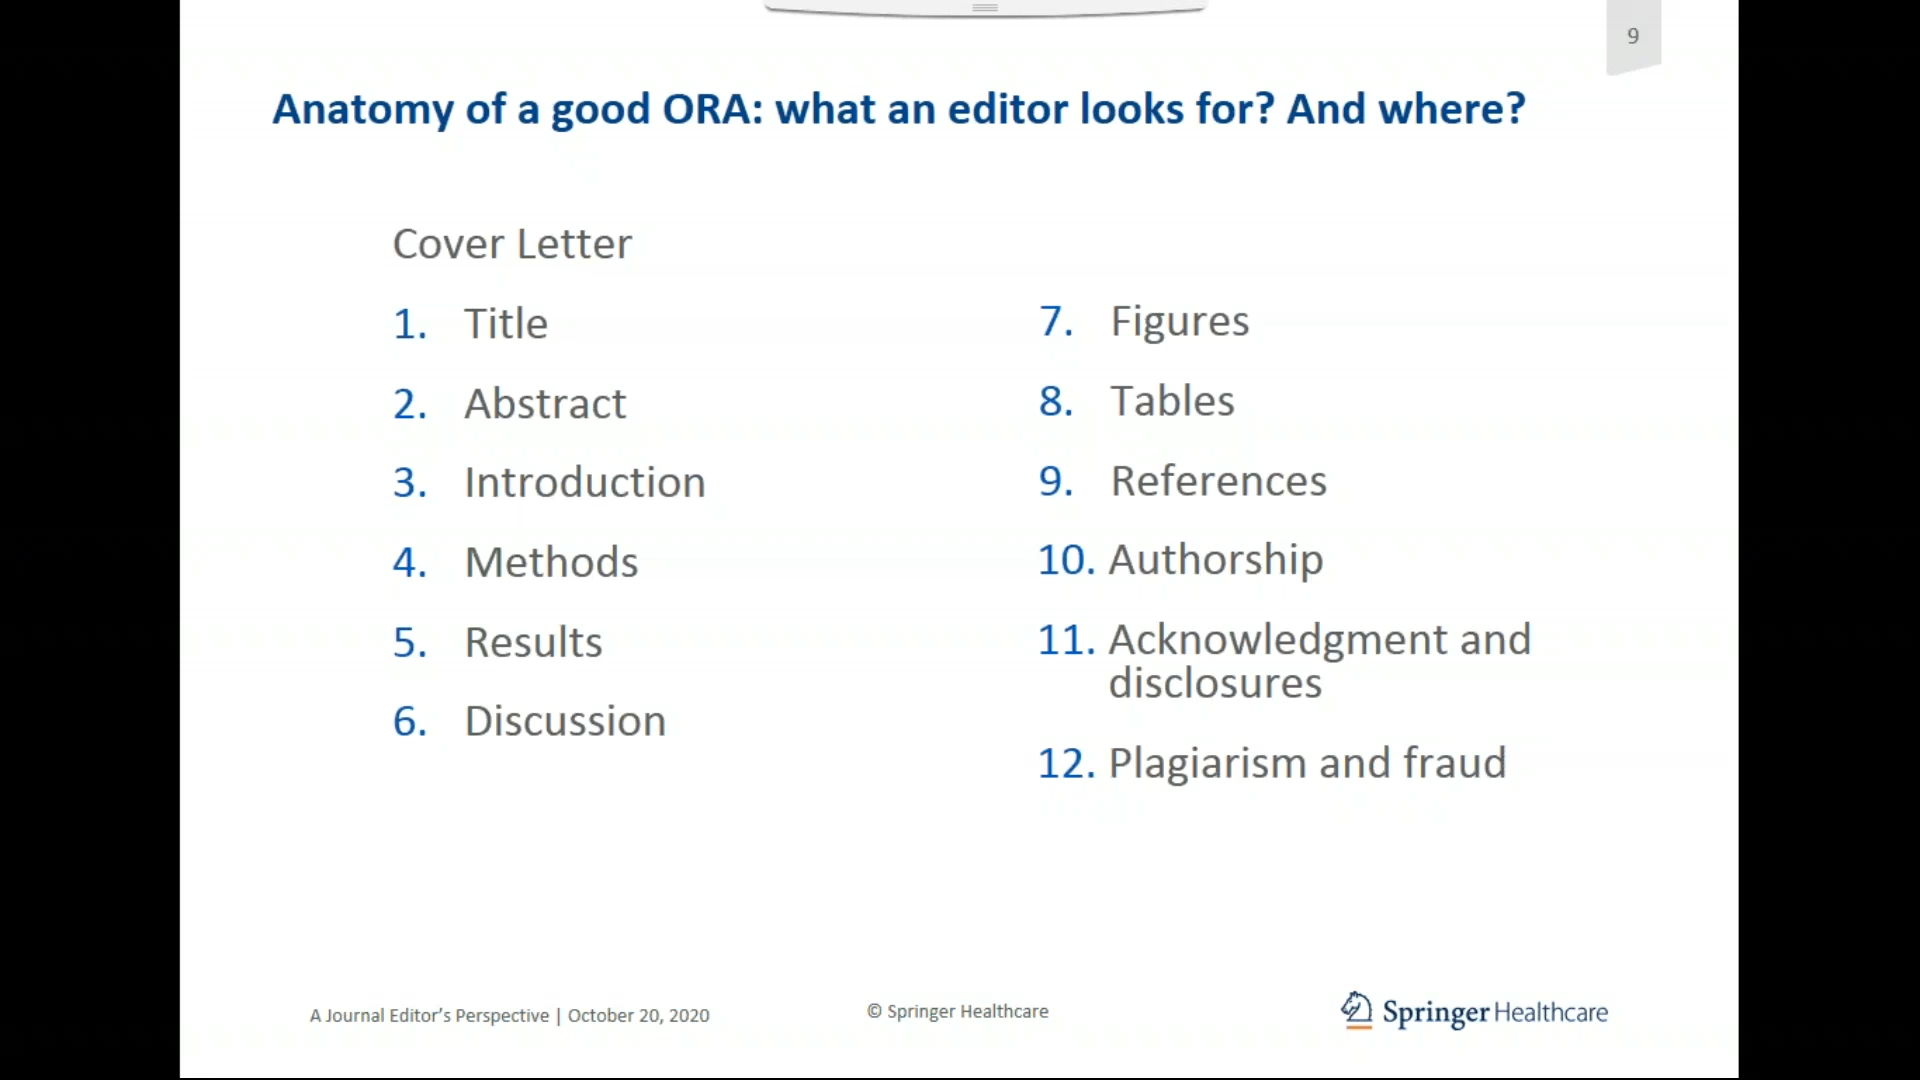 9
Anatomy of a good ORA: what an editor looks for? And where?
Cover Letter
1. Title
2. Abstract
3. Introduction
4. Methods
5. Results
6. Discussion
7. Figures
8. Tables
9. References
10. Authorship
11. Acknowledgment and
disclosures
12. Plagiarism and fraud
A Journal Editor’s Perspective | October 20, 2020
© Springer Healthcare
Springer Healthcare